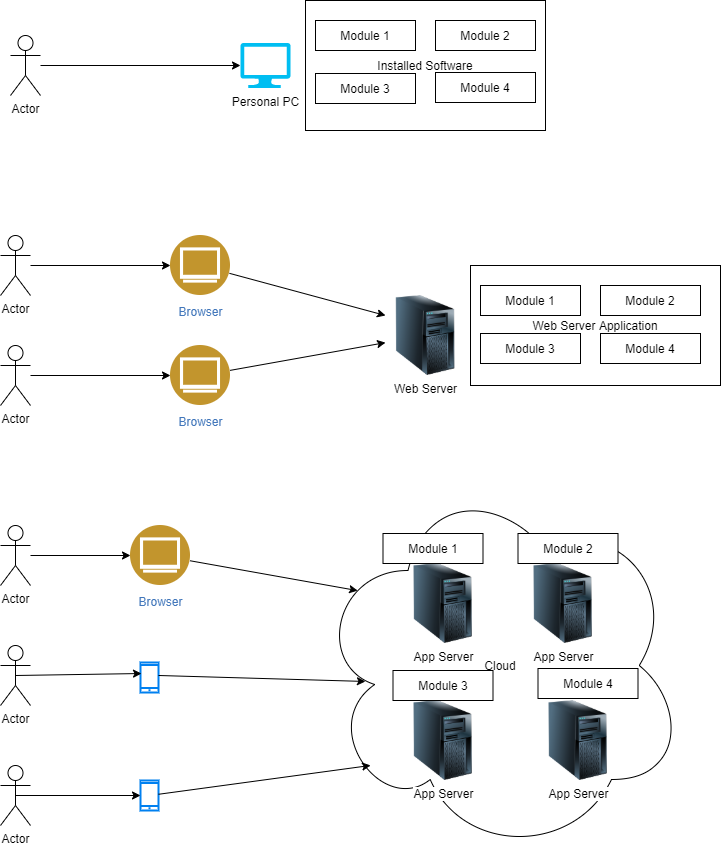 Module 1
Module 2
Installed Software
Module 3
Module 4
Personal PC
Actor
Module 1
Module 2
Web Server Application
Module 3
Module 4
Actor
Browser
Web Server
Actor
Browser
Module 1
Module 2
Actor
Browser
App Server
App Server
Cloud
Module 3
Module 4
Actor
App Server
App Server
Actor